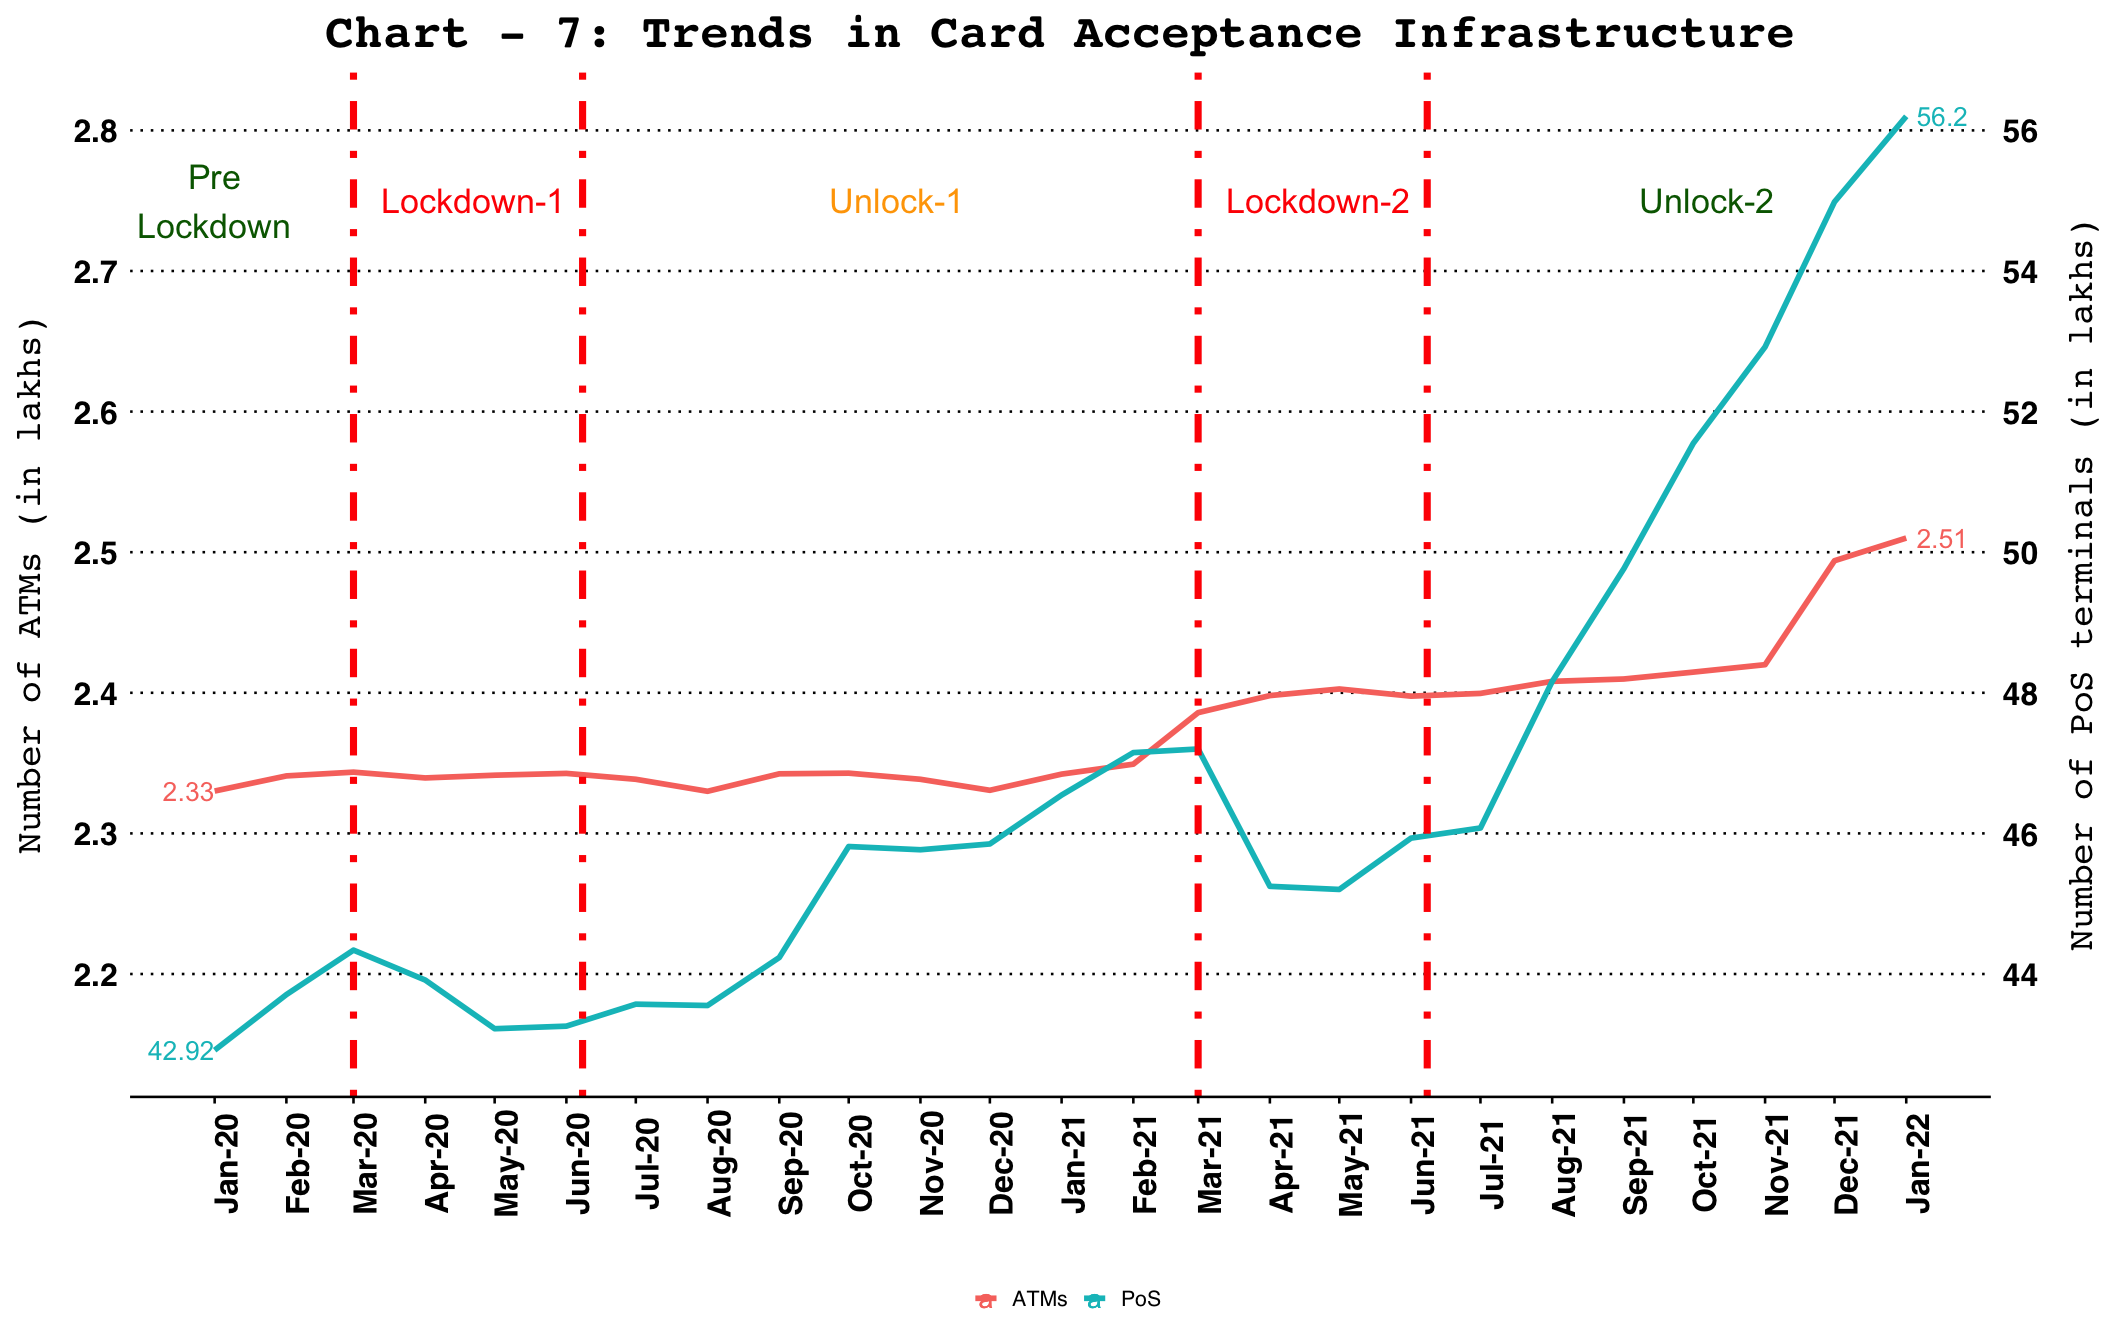 Chart - 7: Trends in Card Acceptance Infrastructure
Number of ATMs (in lakhs)
2.8
2.7
2.6
2.5
2.4
2.3
2.2
Pre
Lockdown
Lockdown-1
Unlock-1
Lockdown-2
Unlock-2
56.2
2.51
2.33
42.92
56
54
52
50
48
46
44
Number of PoS terminals (in lakhs)
Jan-20
Feb-20
Mar-20
Apr-20
May-20
Jun-20
Jul-20
Aug-20
Sep-20
Oct-20
Nov-20
Dec-20
Jan-21
Feb-21
Mar-21
Apr-21
May-21
Jun-21
Jul-21
Aug-21
Sep-21
Oct-21
Nov-21
Dec-21
Jan-22
a ATMs a PoS